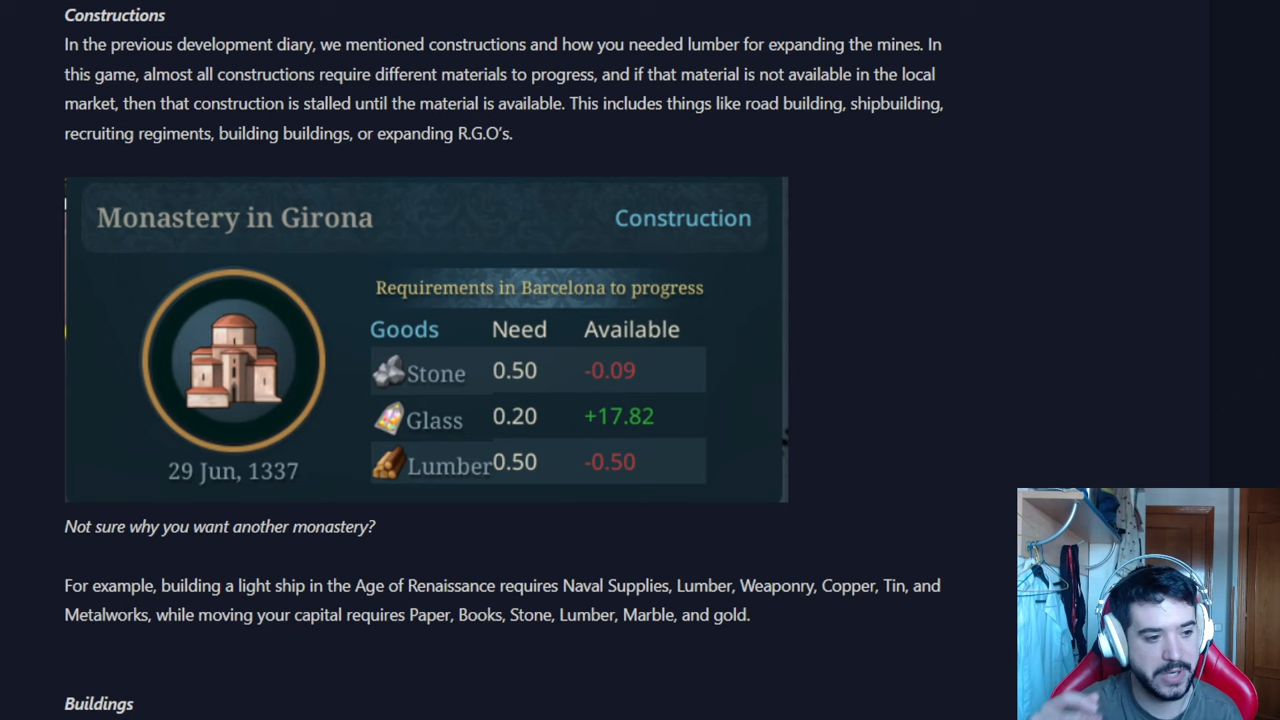 Constructions
In the previous development diary, we mentioned constructions and how you needed lumber for expanding the mines. In
this game, almost all constructions require different materials to progress, and if that material is not available in the local
market, then that construction is stalled until the material is available. This includes things like road building, shipbuilding,
recruiting regiments, building buildings, or expanding R.G.O's.
Monastery in Girona Construction
Requirements in Barcelona to progress
Goods Need Available
Stone 0.50 -0.09
Glass 0.20 +17.82
Lumber 0.50 -0.50
29 Jun, 1337
Not sure why you want another monastery?
For example, building a light ship in the Age of Renaissance requires Naval Supplies, Lumber, Weaponry, Copper, Tin, and
Metalworks, while moving your capital requires Paper, Books, Stone, Lumber, Marble, and gold.
Buildings